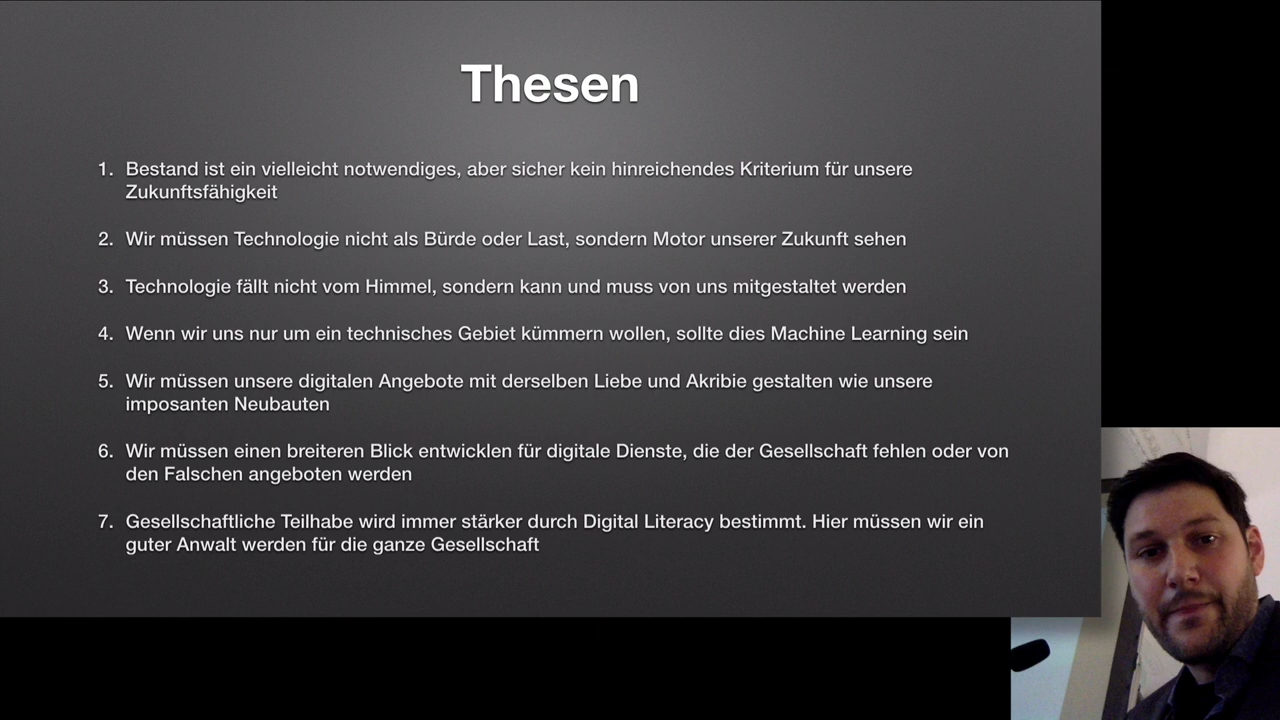 Thesen
1. Bestand ist ein vielleicht notwendiges, aber sicher kein hinreichendes Kriterium für unsere
Zukunftsfähigkeit
2. Wir müssen Technologie nicht als Bürde oder Last, sondern Motor unserer Zukunft sehen
3. Technologie fällt nicht vom Himmel, sondern kann und muss von uns mitgestaltet werden
4. Wenn wir uns nur um ein technisches Gebiet kümmern wollen, sollte dies Machine Learning sein
5. Wir müssen unsere digitalen Angebote mit derselben Liebe und Akribie gestalten wie unsere
imposanten Neubauten
6. Wir müssen einen breiteren Blick entwicklen für digitale Dienste, die der Gesellschaft fehlen oder von
den Falschen angeboten werden
7. Gesellschaftliche Teilhabe wird immer stärker durch Digital Literacy bestimmt. Hier müssen wir ein
guter Anwalt werden für die ganze Gesellschaft